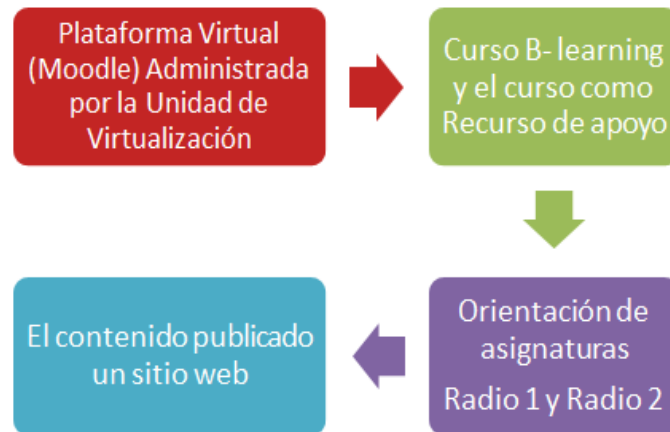 Plataforma Virtual
(Moodle) Administrada
por la Unidad de
Virtualización
Curso B- learning
y el curso como
Recurso de apoyo
Orientación de
asignaturas
Radio 1 y Radio 2
El contenido publicado
un sitio web